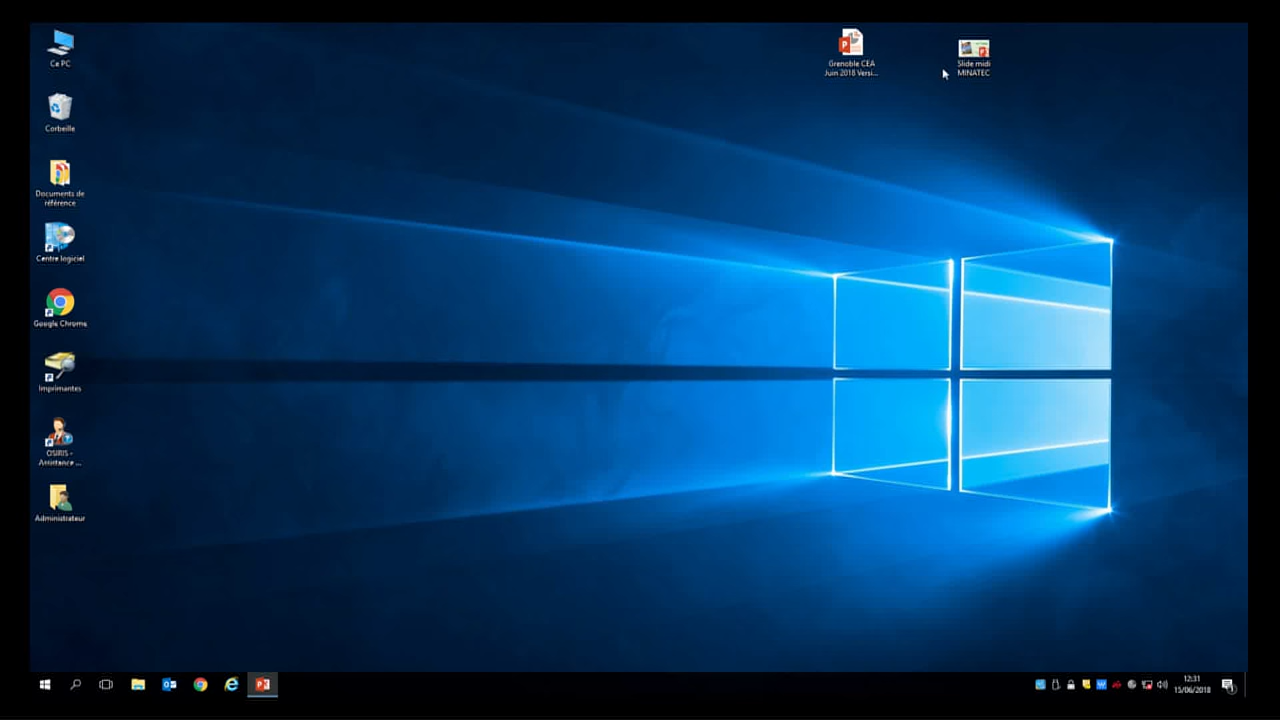 Ce PC
Corbeille
Documents de
référence
Centre logiciel
Google Chrome
Imprimantes
OSIRIS -
Assistance ...
Administrateur
Grenoble CEA
Juin 2018 Versi...
Slide midi
MINATEC
12:31
15/06/2018